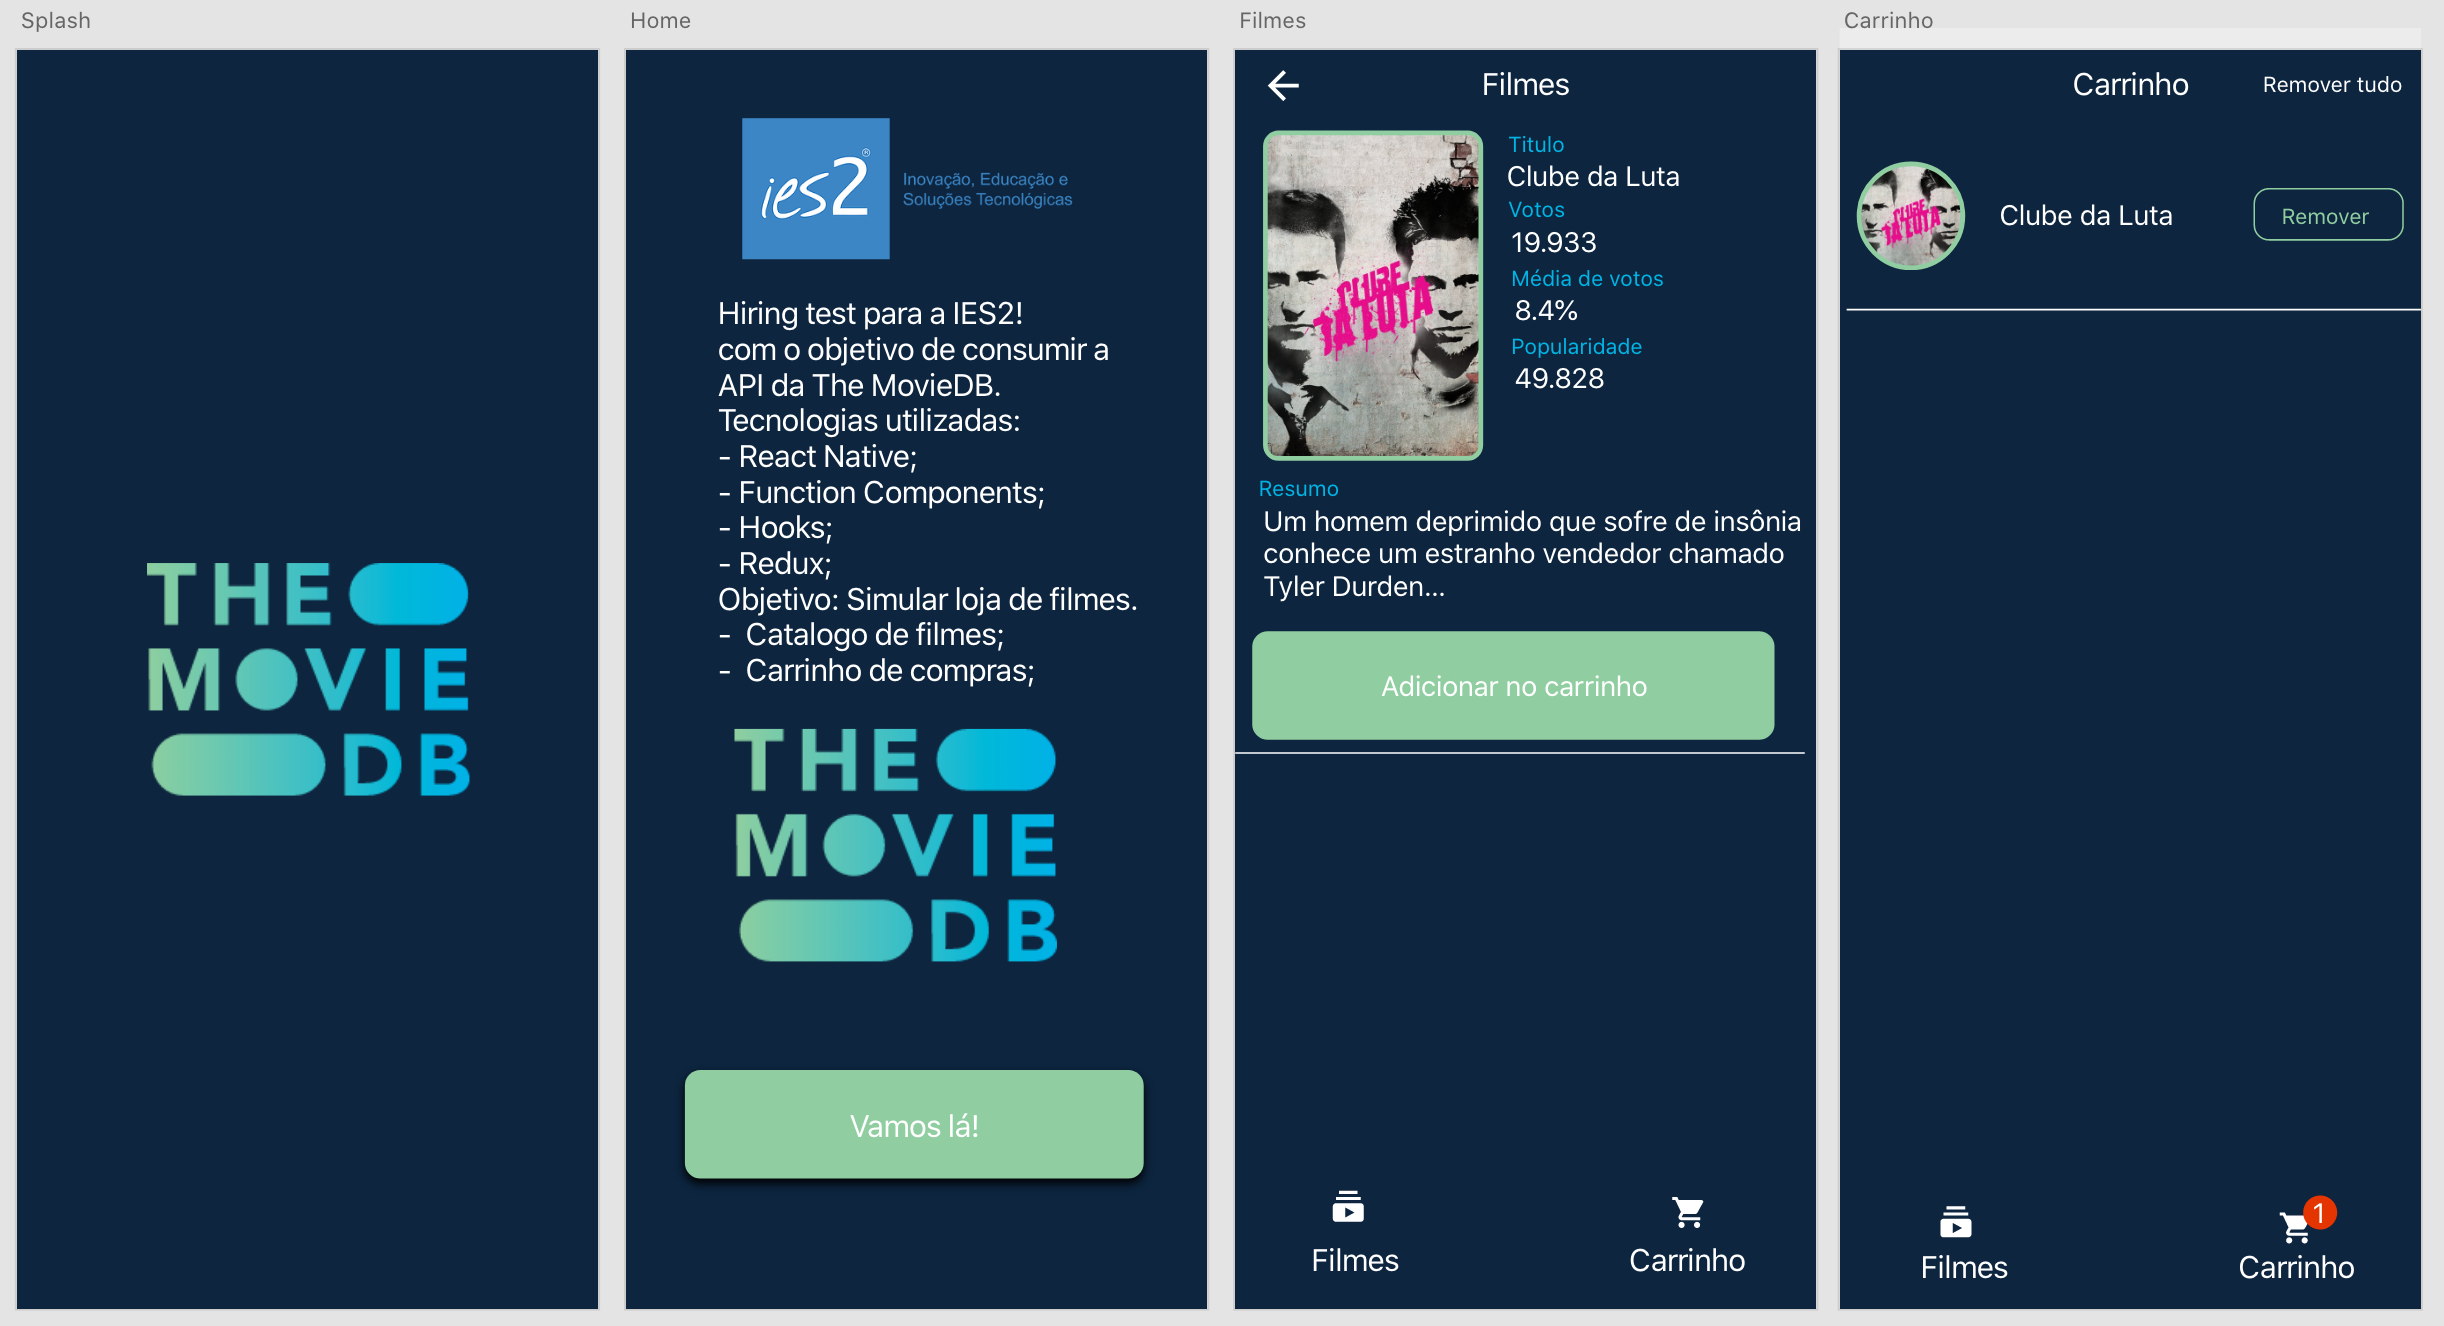 Splash
THE
MOVIE
DB
Home
ies2®
Inovação, Educação e
Soluções Tecnológicas
Hiring test para a IES2!
com o objetivo de consumir a
API da The MovieDB.
Tecnologias utilizadas:
- React Native;
- Function Components;
- Hooks;
- Redux;
Objetivo: Simular loja de filmes.
- Catalogo de filmes;
- Carrinho de compras;
THE
MOVIE
DB
Vamos lá!
Filmes
Filmes
CLUBE
DA LUTA
Titulo
Clube da Luta
Votos
19.933
Média de votos
8.4%
Popularidade
49.828
Resumo
Um homem deprimido que sofre de insônia
conhece um estranho vendedor chamado
Tyler Durden...
Adicionar no carrinho
Filmes
Carrinho
Carrinho
Carrinho
Remover tudo
CLUBE
DA LUTA
Clube da Luta
Remover
Filmes
1
Carrinho